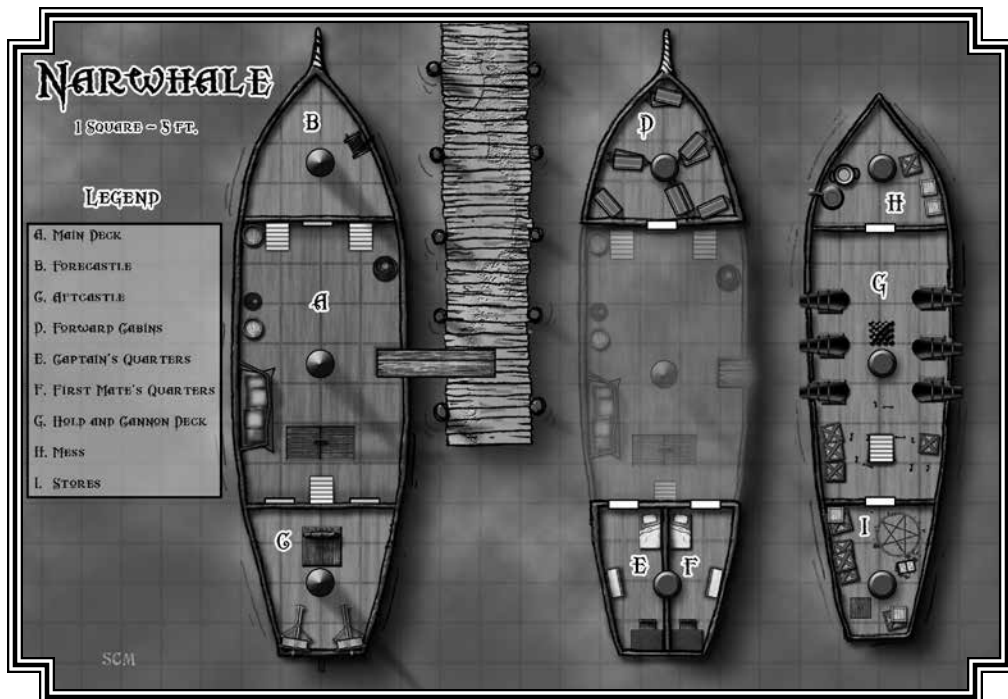 Narwhale
1 Square - 5 ft.
Legend
A. Main Deck
B. Forecastle
C. Aftcastle
D. Forward Cabins
E. Captain's Quarters
F. First Mate's Quarters
G. Hold and Cannon Deck
H. Mess
I. Stores
B
D
H
A
G
I
C
E
F
SCM